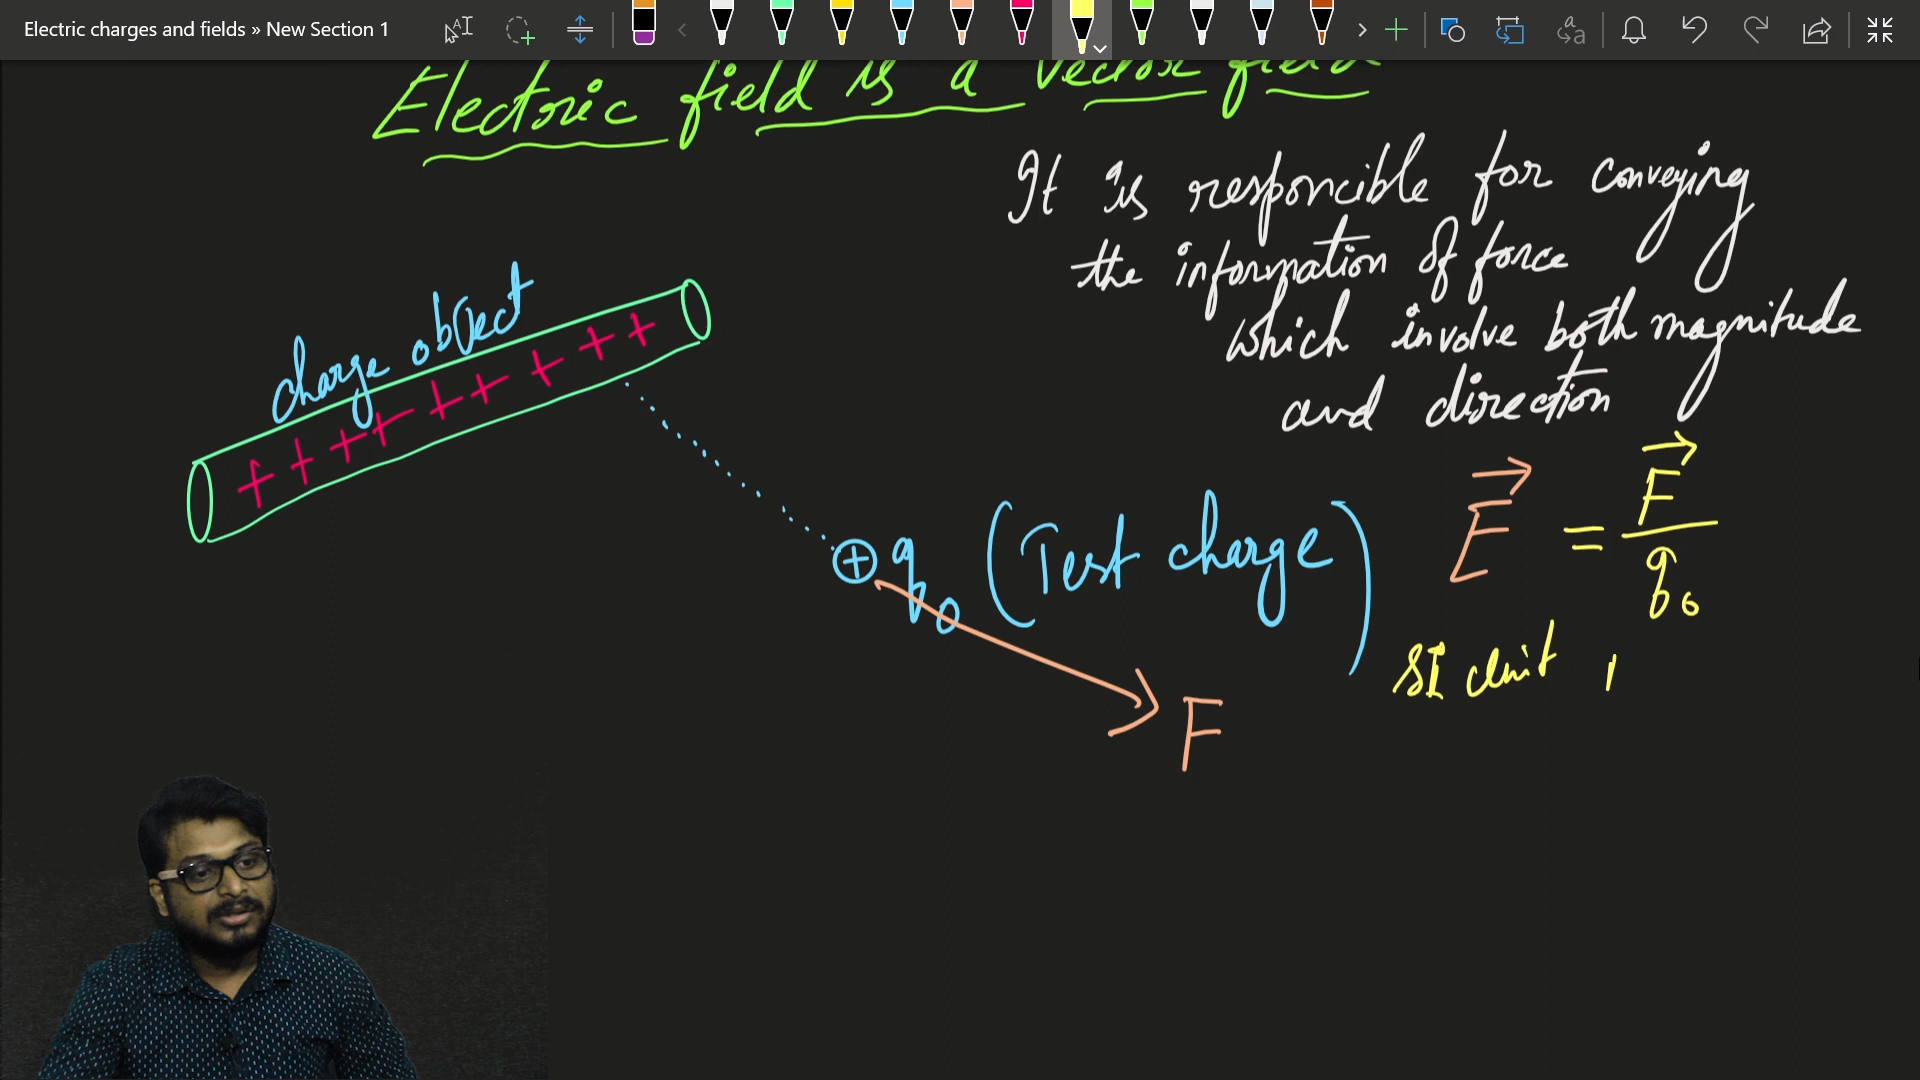 Electric charges and fields » New Section 1
Electric field is a vector field
It is responcible for conveying
the information of force
which involve both magnitude
and direction
charge object
+ + + + + + + + +
+ q0 (Test charge)
E = F / q0
SI unit
F